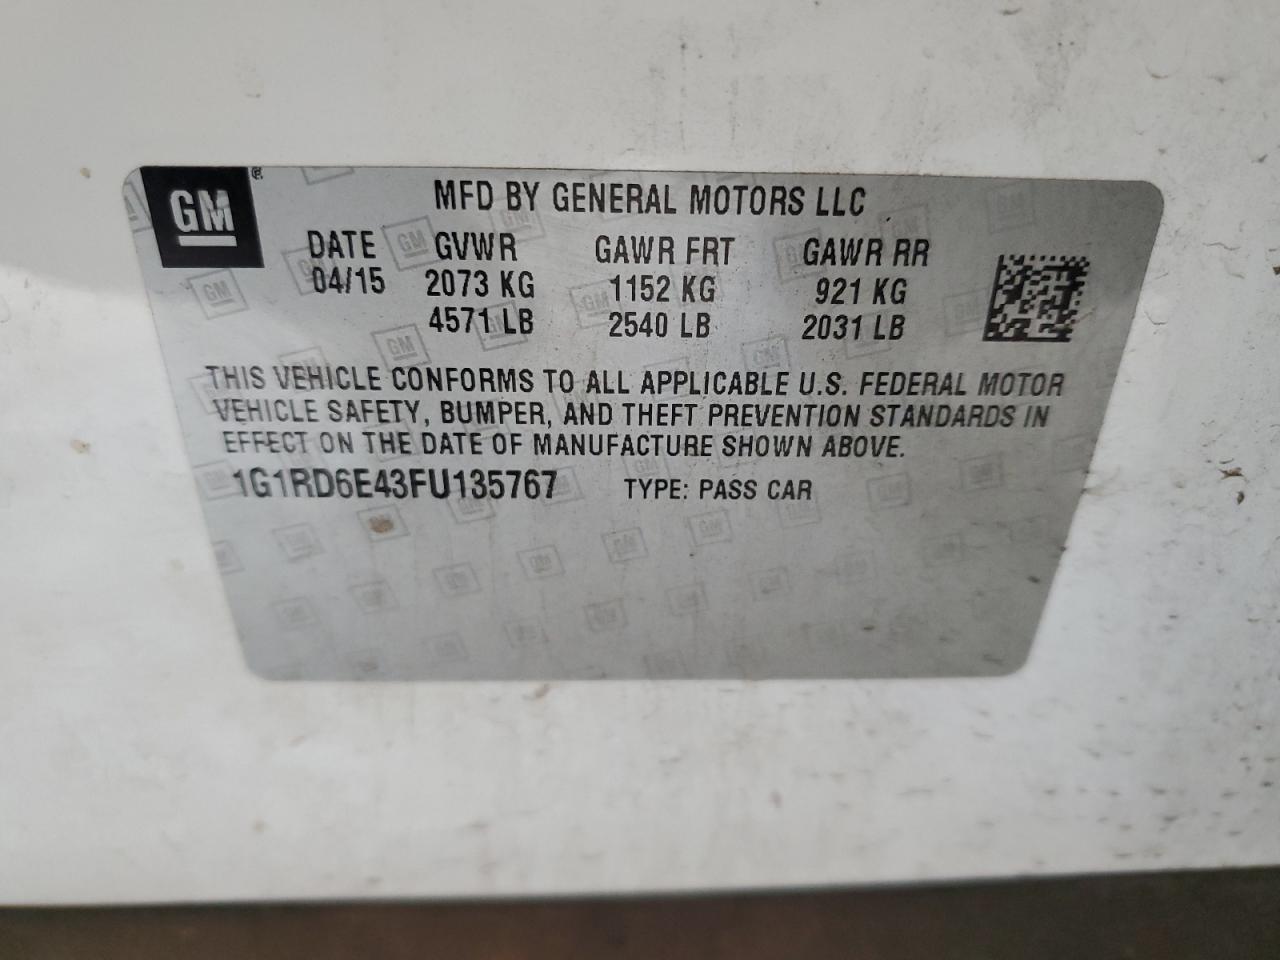 GM®
MFD BY GENERAL MOTORS LLC
DATE GVWR GAWR FRT GAWR RR
04/15 2073 KG 1152 KG 921 KG
4571 LB 2540 LB 2031 LB
THIS VEHICLE CONFORMS TO ALL APPLICABLE U.S. FEDERAL MOTOR
VEHICLE SAFETY, BUMPER, AND THEFT PREVENTION STANDARDS IN
EFFECT ON THE DATE OF MANUFACTURE SHOWN ABOVE.
1G1RD6E43FU135767 TYPE: PASS CAR